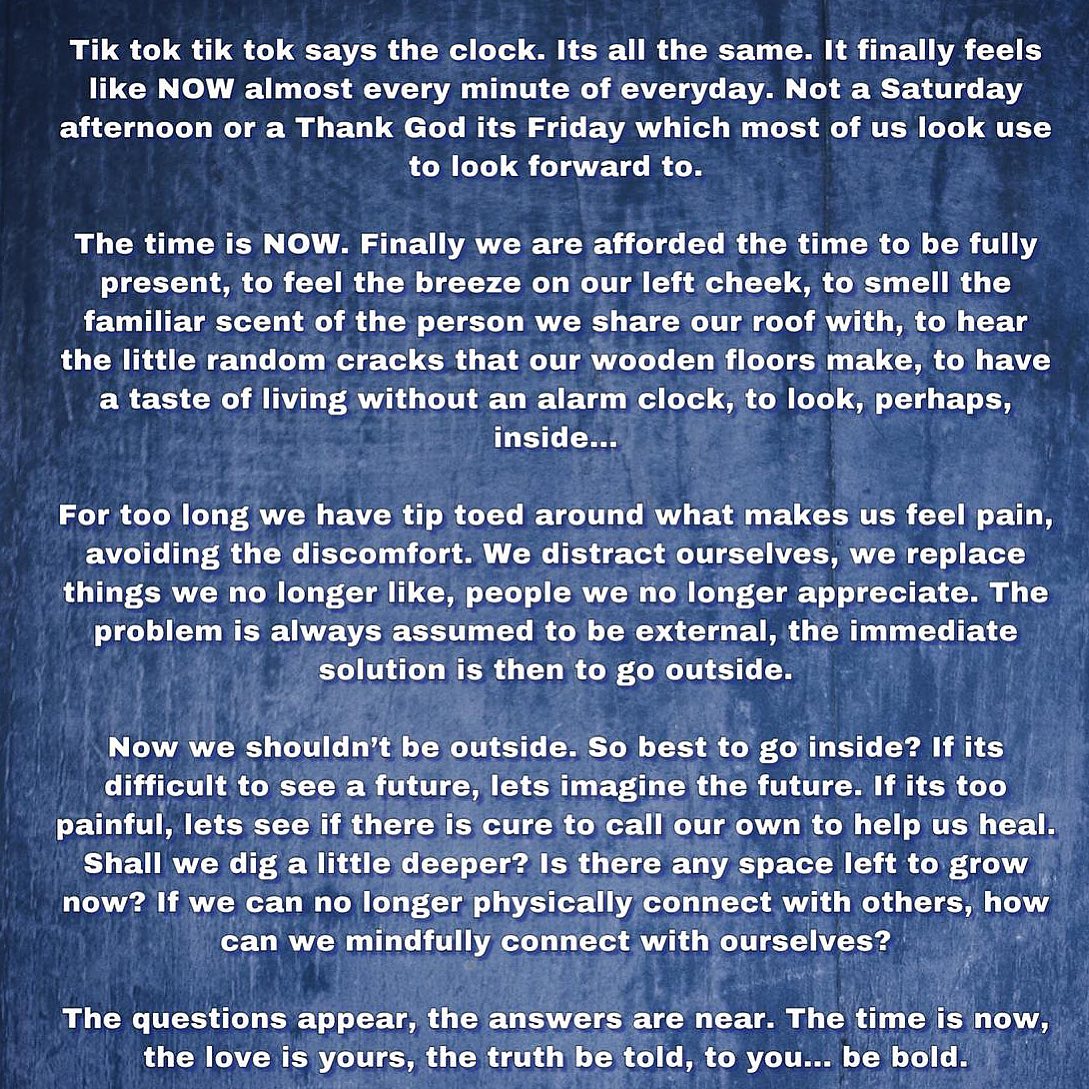 Tik tok tik tok says the clock. Its all the same. It finally feels
like NOW almost every minute of everyday. Not a Saturday
afternoon or a Thank God its Friday which most of us look use
to look forward to.
The time is NOW. Finally we are afforded the time to be fully
present, to feel the breeze on our left cheek, to smell the
familiar scent of the person we share our roof with, to hear
the little random cracks that our wooden floors make, to have
a taste of living without an alarm clock, to look, perhaps,
inside...
For too long we have tip toed around what makes us feel pain,
avoiding the discomfort. We distract ourselves, we replace
things we no longer like, people we no longer appreciate. The
problem is always assumed to be external, the immediate
solution is then to go outside.
Now we shouldn’t be outside. So best to go inside? If its
difficult to see a future, lets imagine the future. If its too
painful, lets see if there is cure to call our own to help us heal.
Shall we dig a little deeper? Is there any space left to grow
now? If we can no longer physically connect with others, how
can we mindfully connect with ourselves?
The questions appear, the answers are near. The time is now,
the love is yours, the truth be told, to you... be bold.